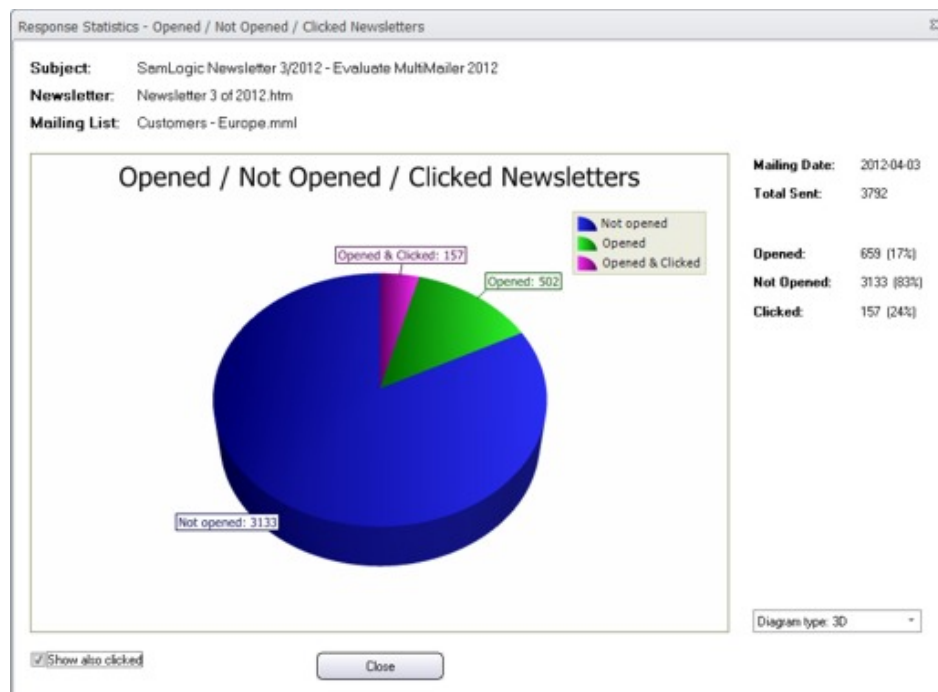 Response Statistics - Opened / Not Opened / Clicked Newsletters
Subject: SamLogic Newsletter 3/2012 - Evaluate MultiMailer 2012
Newsletter: Newsletter 3 of 2012.htm
Mailing List: Customers - Europe.mml
Opened / Not Opened / Clicked Newsletters
Not opened
Opened
Opened & Clicked
Opened & Clicked: 157
Opened: 502
Not opened: 3133
Mailing Date: 2012-04-03
Total Sent: 3792
Opened: 659 (17%)
Not Opened: 3133 (83%)
Clicked: 157 (24%)
Diagram type: 3D
Show also clicked
Close